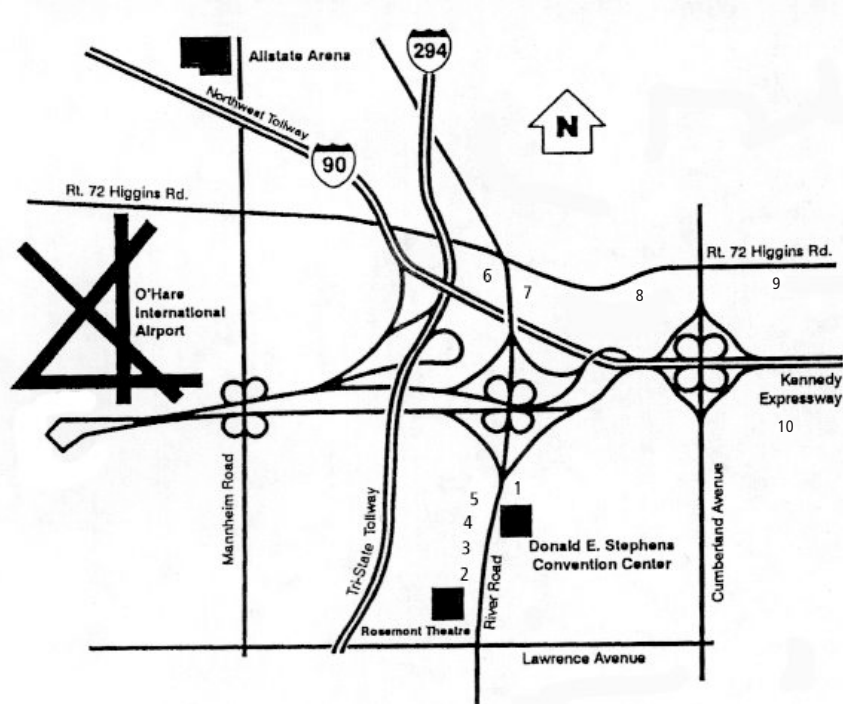 294
Allstate Arena
Northwest Tollway
N
90
Rt. 72 Higgins Rd.
Rt. 72 Higgins Rd.
6
7
8
9
O'Hare
International
Airport
Kennedy
Expressway
10
Mannheim Road
Tri-State Tollway
5
1
4
3
2
Donald E. Stephens
Convention Center
River Road
Cumberland Avenue
Rosemont Theatre
Lawrence Avenue